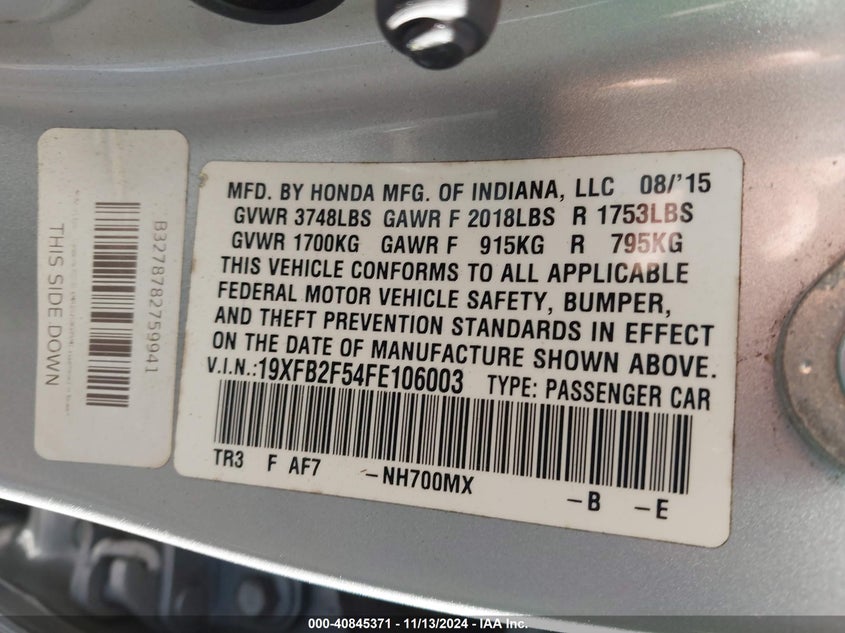 B3278782759941
THIS SIDE DOWN
MFD. BY HONDA MFG. OF INDIANA, LLC 08/'15
GVWR 3748LBS GAWR F 2018LBS R 1753LBS
GVWR 1700KG GAWR F 915KG R 795KG
THIS VEHICLE CONFORMS TO ALL APPLICABLE
FEDERAL MOTOR VEHICLE SAFETY, BUMPER,
AND THEFT PREVENTION STANDARDS IN EFFECT
ON THE DATE OF MANUFACTURE SHOWN ABOVE.
V.I.N.:19XFB2F54FE106003 TYPE: PASSENGER CAR
TR3 F AF7 -NH700MX -B -E
000-40845371 - 11/13/2024 - IAA Inc.